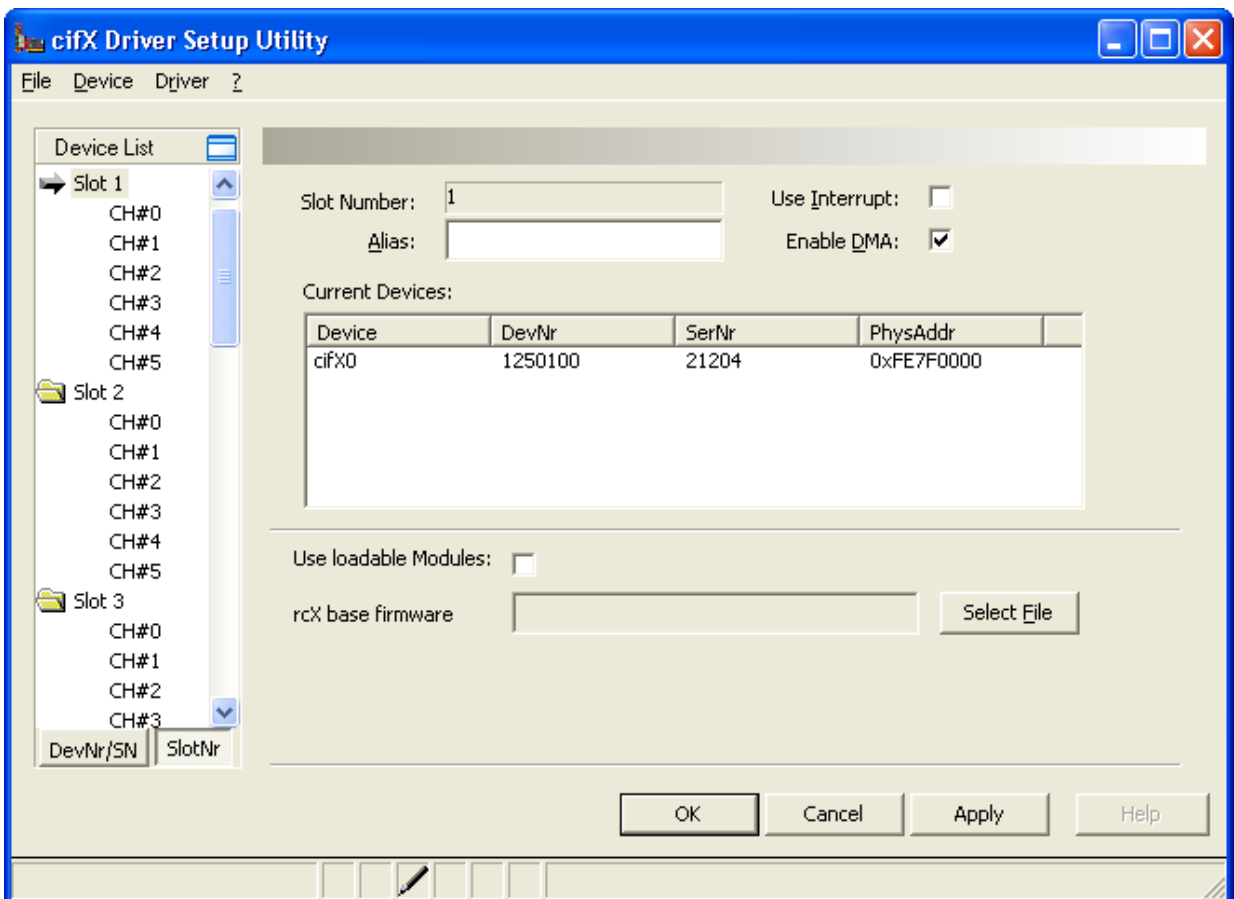 cifX Driver Setup Utility
File Device Driver ?
Device List
Slot 1
CH#0
CH#1
CH#2
CH#3
CH#4
CH#5
Slot 2
CH#0
CH#1
CH#2
CH#3
CH#4
CH#5
Slot 3
CH#0
CH#1
CH#2
CH#3
DevNr/SN SlotNr
Slot Number: 1 Use Interrupt:
Alias: Enable DMA:
Current Devices:
Device DevNr SerNr PhysAddr
cifX0 1250100 21204 0xFE7F0000
Use loadable Modules:
rcX base firmware Select File
OK Cancel Apply Help